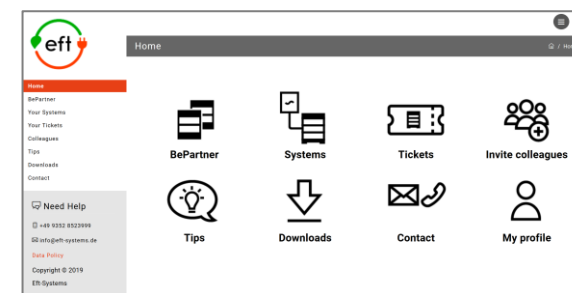 eft
Home
/ Ho
Home
BePartner
Your Systems
Your Tickets
Colleagues
Tips
Downloads
Contact
Need Help
+49 9352 8523999
info@eft-systems.de
Data Policy
Copyright © 2019
Eft-Systems
BePartner
Systems
Tickets
Invite colleagues
Tips
Downloads
Contact
My profile